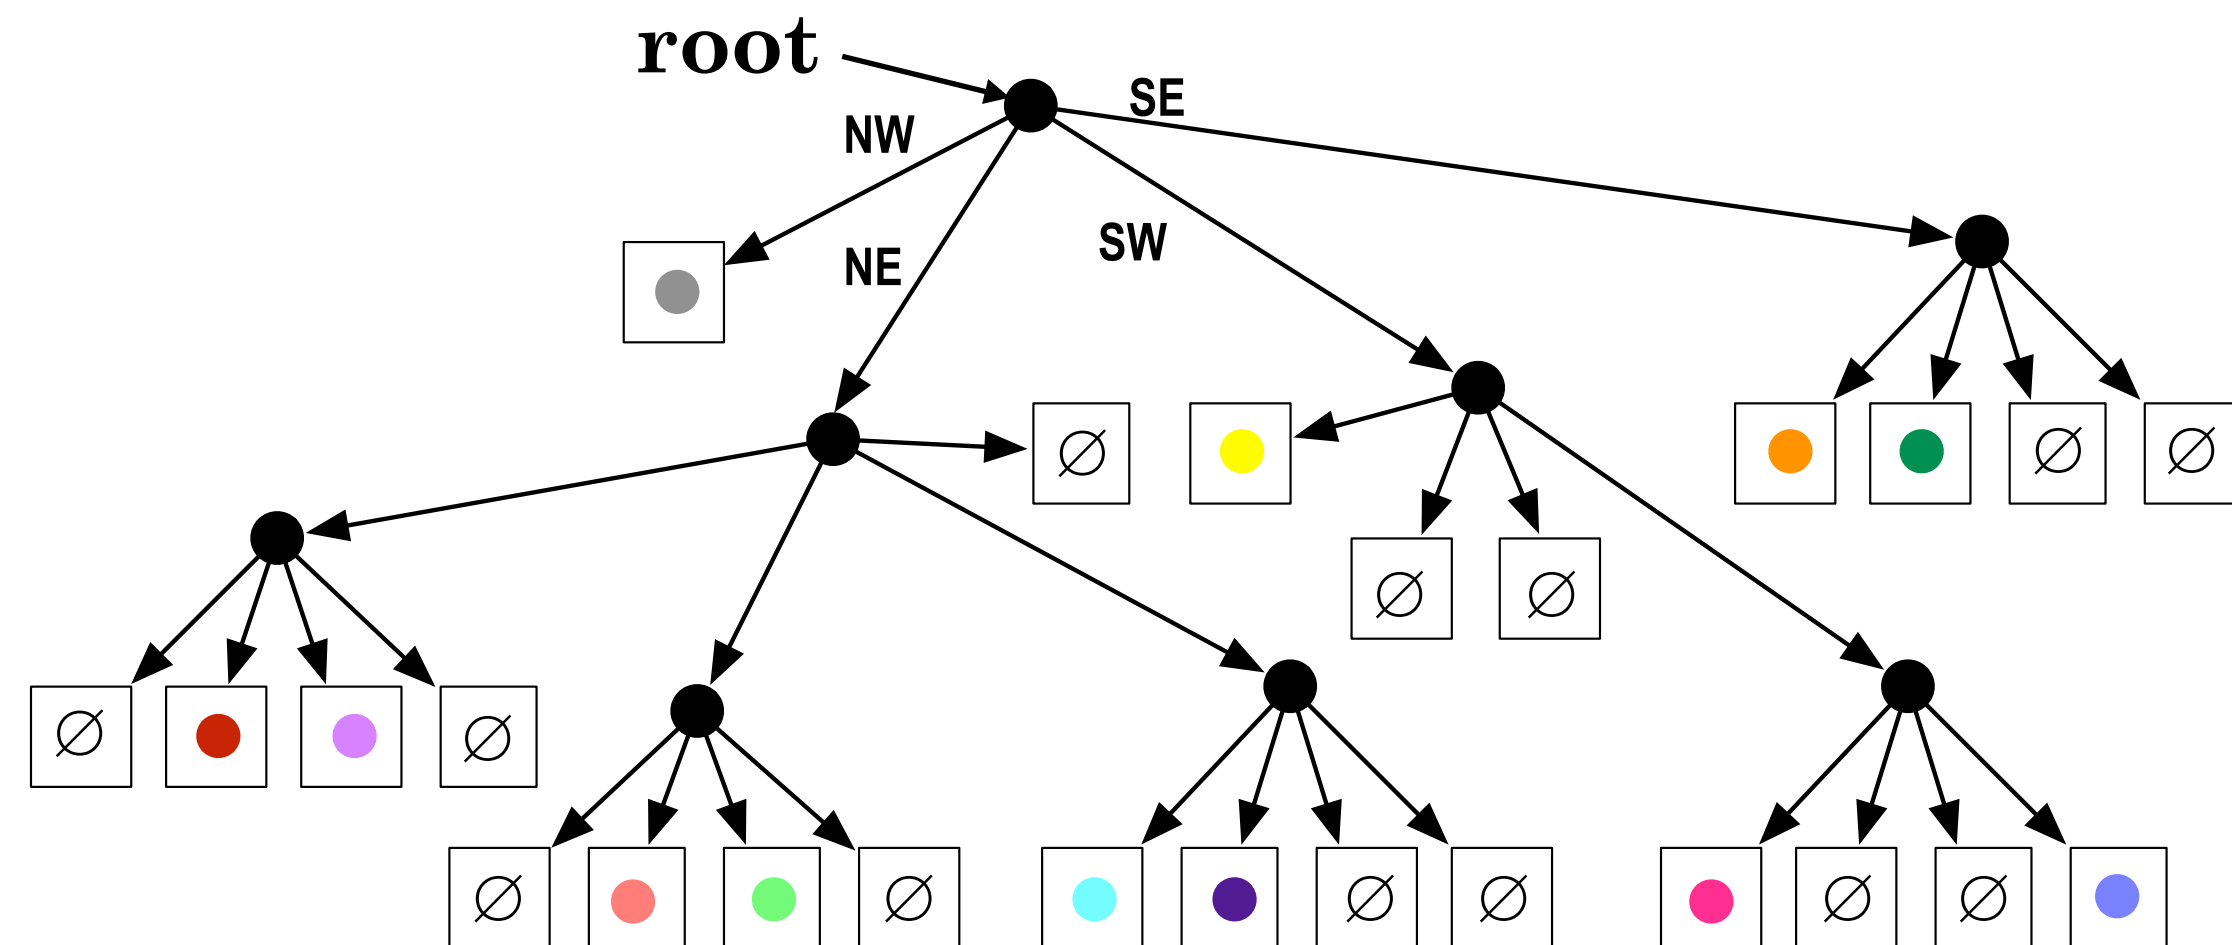 root
SE
NW
SW
NE
∅
∅ ∅
∅ ∅
∅ ∅
∅ ∅ ∅ ∅ ∅ ∅